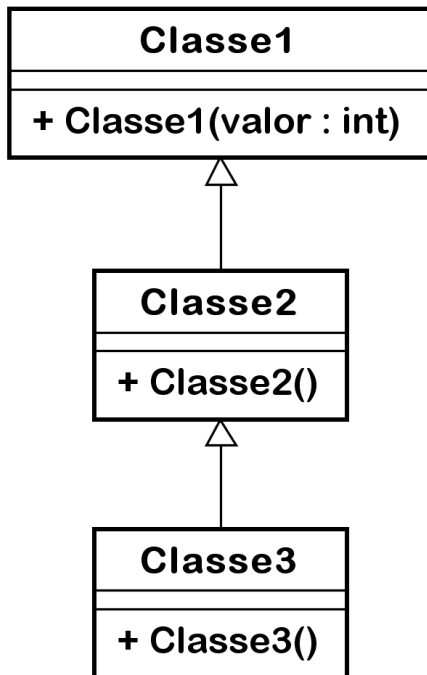 Classe1
+ Classe1(valor : int)
Classe2
+ Classe2()
Classe3
+ Classe3()